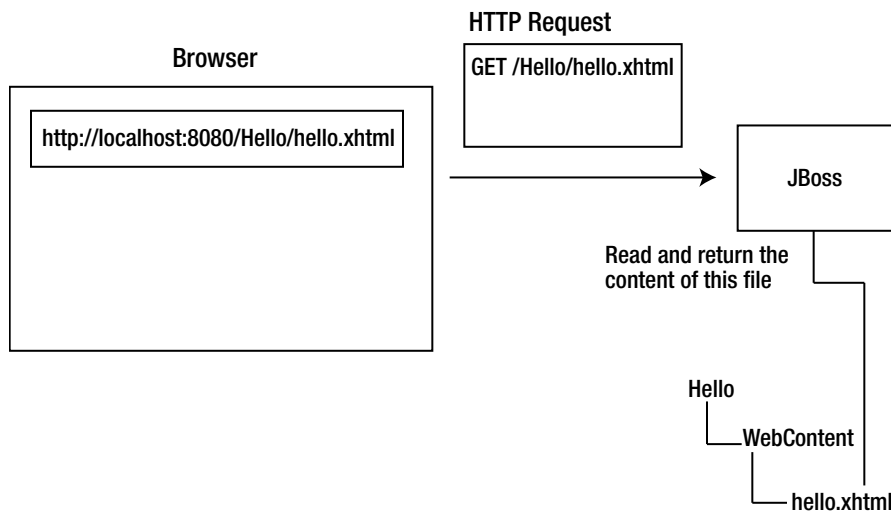 HTTP Request
Browser
GET /Hello/hello.xhtml
http://localhost:8080/Hello/hello.xhtml
JBoss
Read and return the
content of this file
Hello
WebContent
hello.xhtml